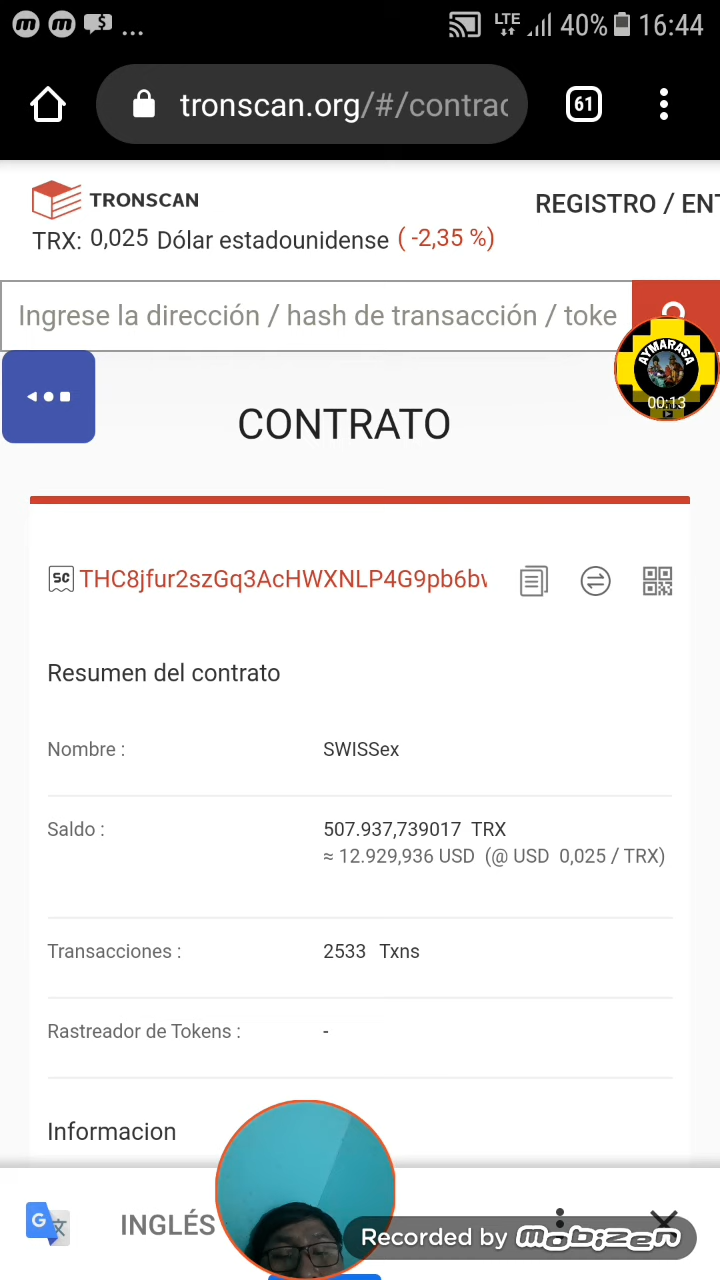 LTE 40% 16:44
tronscan.org/#/contrac
61
TRONSCAN
REGISTRO / ENT
TRX: 0,025 Dólar estadounidense ( -2,35 %)
Ingrese la dirección / hash de transacción / toke
AYMARASA
00:13
CONTRATO
SC THC8jfur2szGq3AcHWXNLP4G9pb6bv
Resumen del contrato
Nombre : SWISSex
Saldo : 507.937,739017 TRX
≈ 12.929,936 USD (@ USD 0,025 / TRX)
Transacciones : 2533 Txns
Rastreador de Tokens : -
Informacion
INGLÉS
Recorded by mobizen